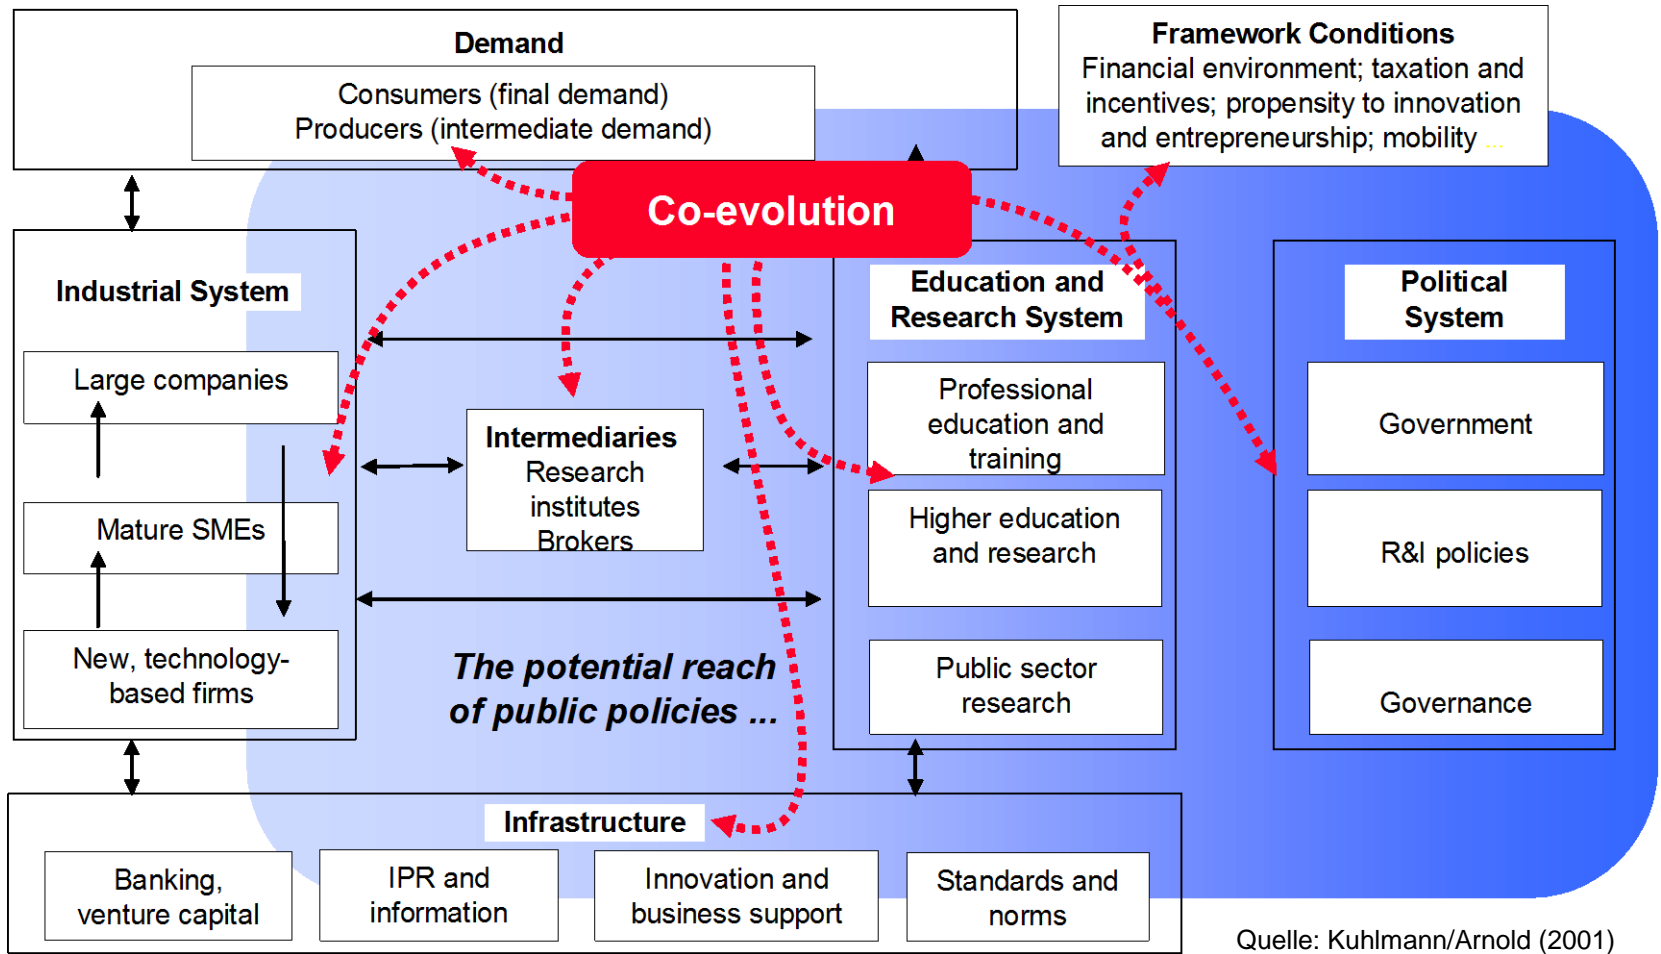 Demand
Consumers (final demand)
Producers (intermediate demand)
Framework Conditions
Financial environment; taxation and
incentives; propensity to innovation
and entrepreneurship; mobility ...
Co-evolution
Industrial System
Large companies
Mature SMEs
New, technology-
based firms
Intermediaries
Research
institutes
Brokers
The potential reach
of public policies ...
Education and
Research System
Professional
education and
training
Higher education
and research
Public sector
research
Political
System
Government
R&I policies
Governance
Infrastructure
Banking,
venture capital
IPR and
information
Innovation and
business support
Standards and
norms
Quelle: Kuhlmann/Arnold (2001)